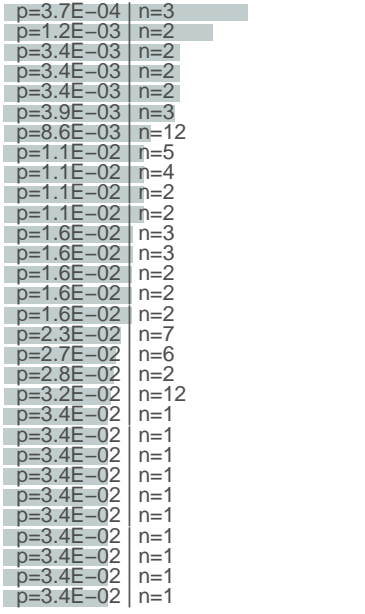 p=3.7E−04 n=3
p=1.2E−03 n=2
p=3.4E−03 n=2
p=3.4E−03 n=2
p=3.4E−03 n=2
p=3.9E−03 n=3
p=8.6E−03 n=12
p=1.1E−02 n=5
p=1.1E−02 n=4
p=1.1E−02 n=2
p=1.1E−02 n=2
p=1.6E−02 n=3
p=1.6E−02 n=3
p=1.6E−02 n=2
p=1.6E−02 n=2
p=1.6E−02 n=2
p=2.3E−02 n=7
p=2.7E−02 n=6
p=2.8E−02 n=2
p=3.2E−02 n=12
p=3.4E−02 n=1
p=3.4E−02 n=1
p=3.4E−02 n=1
p=3.4E−02 n=1
p=3.4E−02 n=1
p=3.4E−02 n=1
p=3.4E−02 n=1
p=3.4E−02 n=1
p=3.4E−02 n=1
p=3.4E−02 n=1